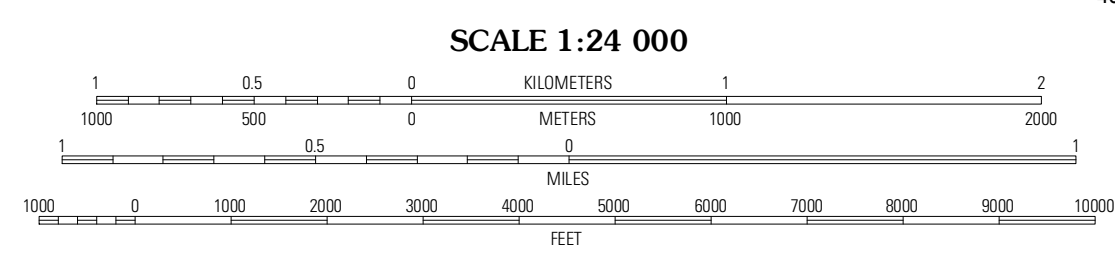 SCALE 1:24 000
1 0.5 0 KILOMETERS 1 2
1000 500 0 METERS 1000 2000
1 0.5 0 1
MILES
1000 0 1000 2000 3000 4000 5000 6000 7000 8000 9000 10000
FEET